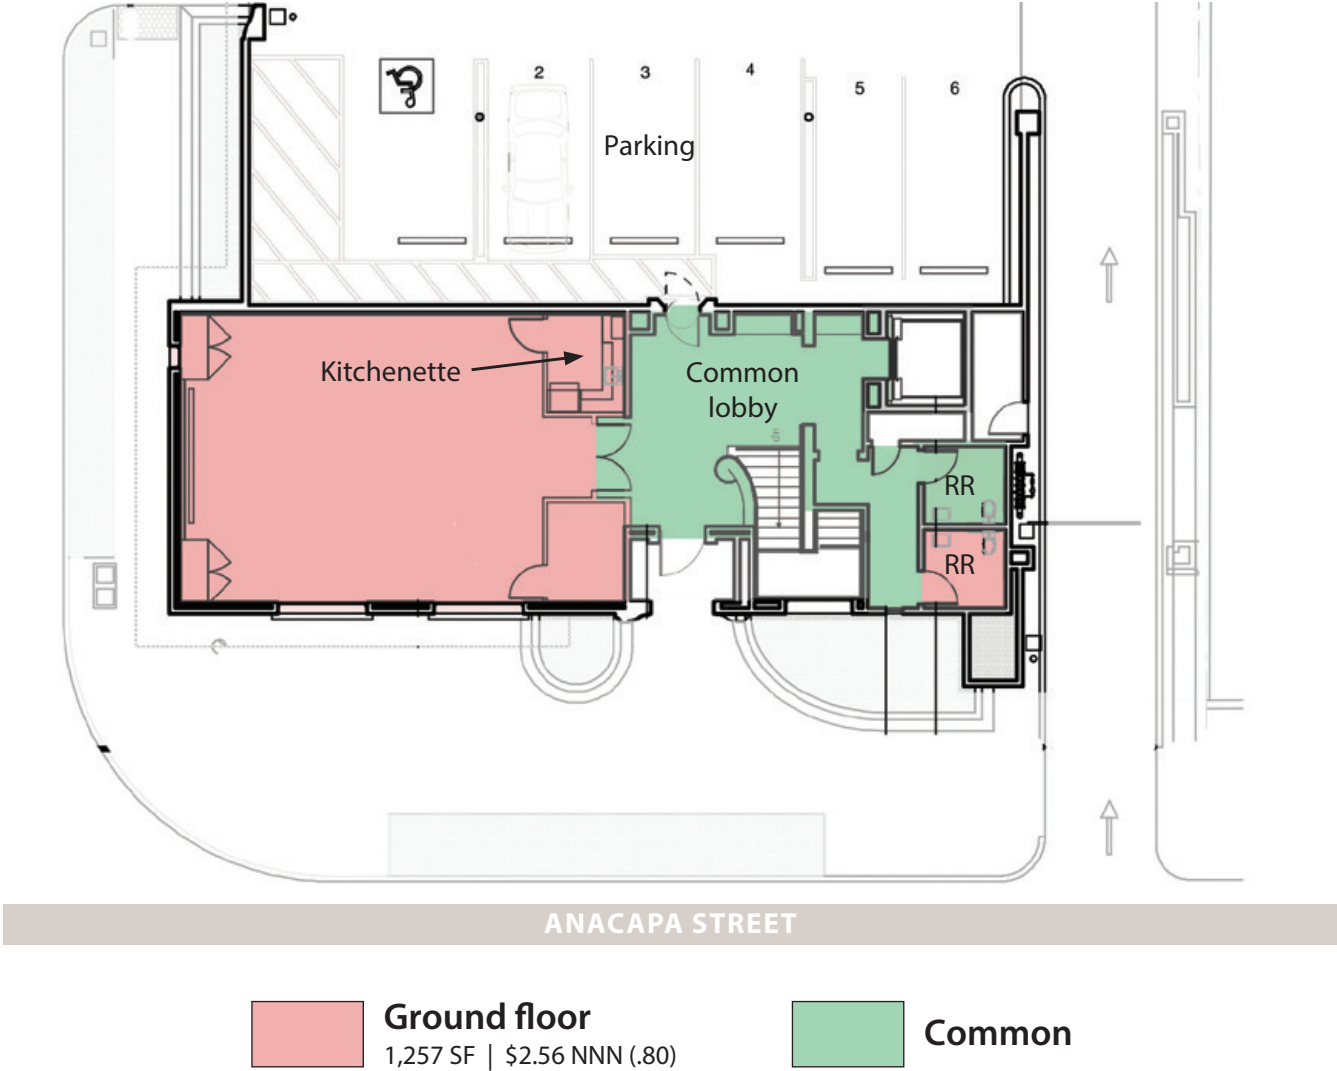 2
3
4
5
6
Parking
Kitchenette
Common
lobby
RR
RR
ANACAPA STREET
Ground floor
1,257 SF | $2.56 NNN (.80)
Common